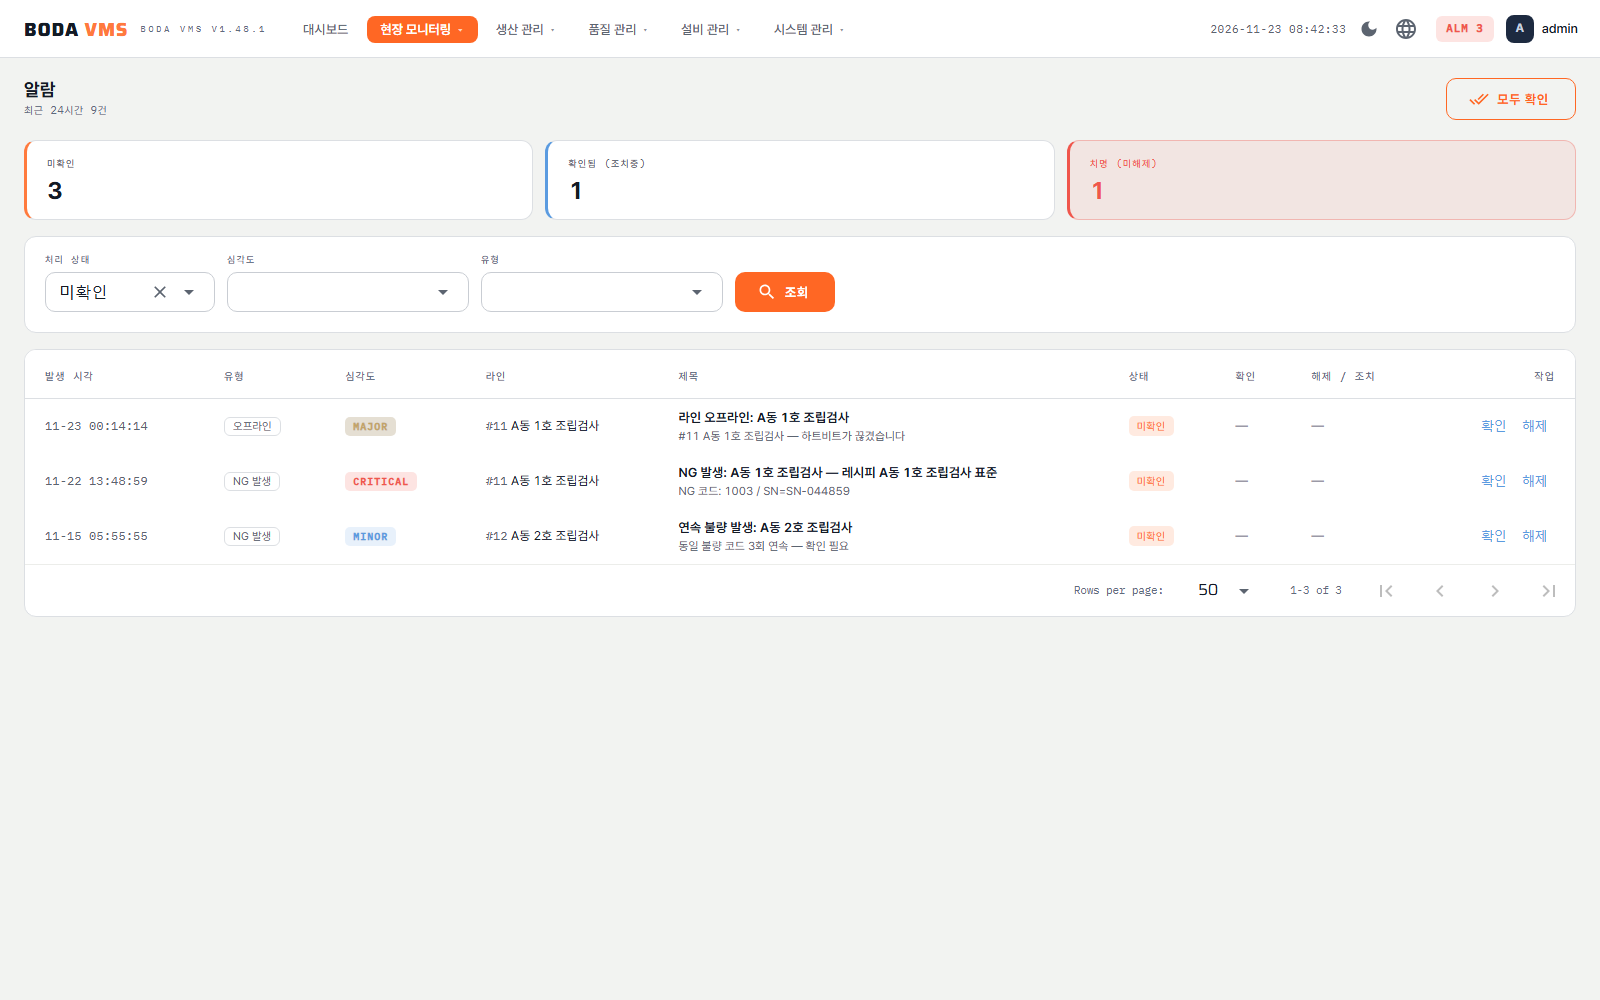 BODA VMS BODA VMS V1.48.1 대시보드 현장 모니터링 생산 관리 품질 관리 설비 관리 시스템 관리 2026-11-23 08:42:33 ALM 3 A admin
알람
최근 24시간 9건
모두 확인
미확인
3
확인됨 (조치중)
1
치명 (미해제)
1
처리 상태 심각도 유형
미확인 조회
발생 시각 유형 심각도 라인 제목 상태 확인 해제 / 조치 작업
11-23 00:14:14 오프라인 MAJOR #11 A동 1호 조립검사 라인 오프라인: A동 1호 조립검사 미확인 — — 확인 해제
#11 A동 1호 조립검사 — 하트비트가 끊겼습니다
11-22 13:48:59 NG 발생 CRITICAL #11 A동 1호 조립검사 NG 발생: A동 1호 조립검사 — 레시피 A동 1호 조립검사 표준 미확인 — — 확인 해제
NG 코드: 1003 / SN=SN-044859
11-15 05:55:55 NG 발생 MINOR #12 A동 2호 조립검사 연속 불량 발생: A동 2호 조립검사 미확인 — — 확인 해제
동일 불량 코드 3회 연속 — 확인 필요
Rows per page: 50 1-3 of 3